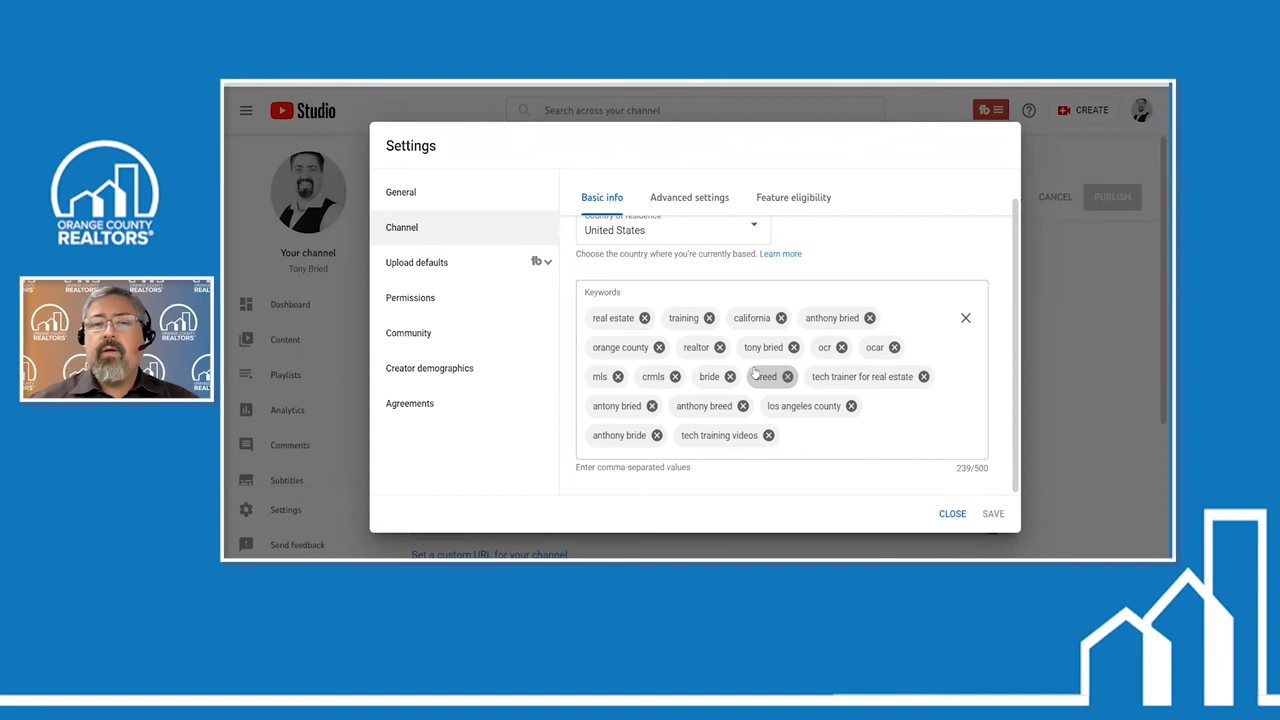 Studio
Search across your channel
CREATE
ORANGE COUNTY
REALTORS®
Your channel
Tony Bried
Dashboard
Content
Playlists
Analytics
Comments
Subtitles
Settings
Send feedback
CANCEL
PUBLISH
Set a custom URL for your channel
Settings
General
Channel
Upload defaults
Permissions
Community
Creator demographics
Agreements
Basic info
Advanced settings
Feature eligibility
Country of residence
United States
Choose the country where you're currently based. Learn more
Keywords
real estate training california anthony bried
orange county realtor tony bried ocr ocar
mls crmls bride breed tech trainer for real estate
antony bried anthony breed los angeles county
anthony bride tech training videos
Enter comma-separated values
239/500
CLOSE
SAVE